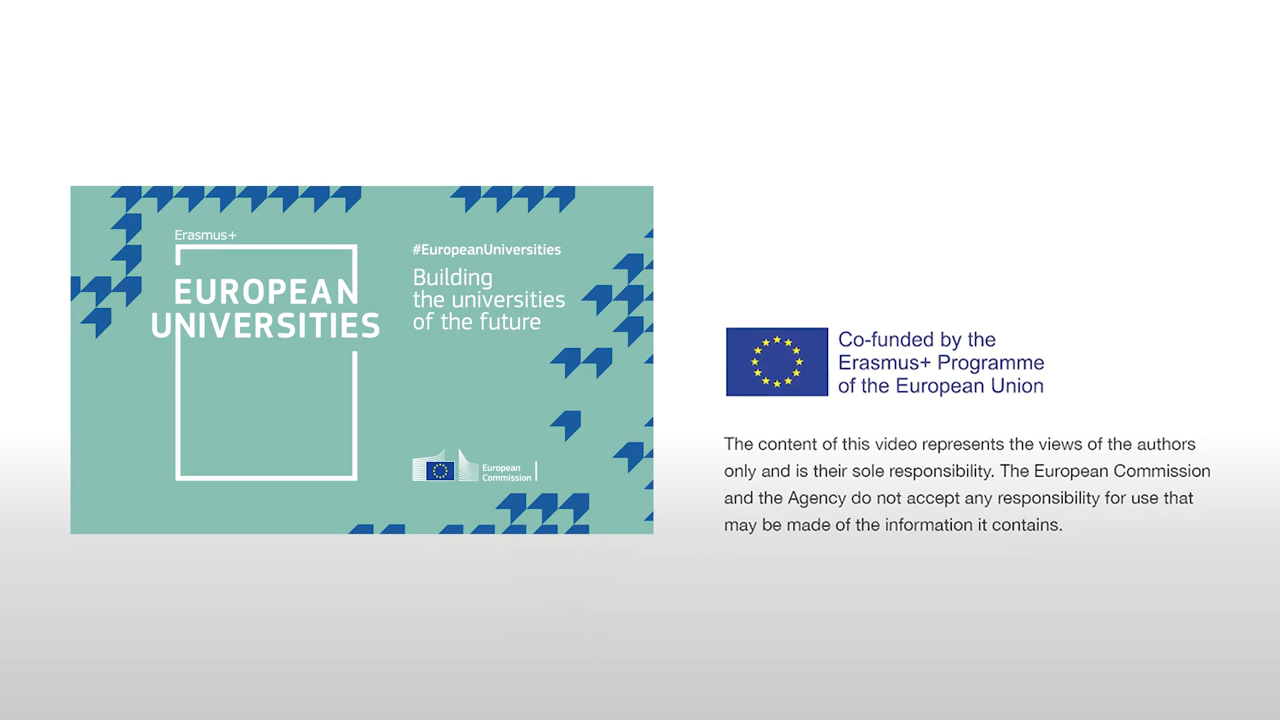 Erasmus+
EUROPEAN
UNIVERSITIES
#EuropeanUniversities
Building
the universities
of the future
European
Commission
Co-funded by the
Erasmus+ Programme
of the European Union
The content of this video represents the views of the authors
only and is their sole responsibility. The European Commission
and the Agency do not accept any responsibility for use that
may be made of the information it contains.